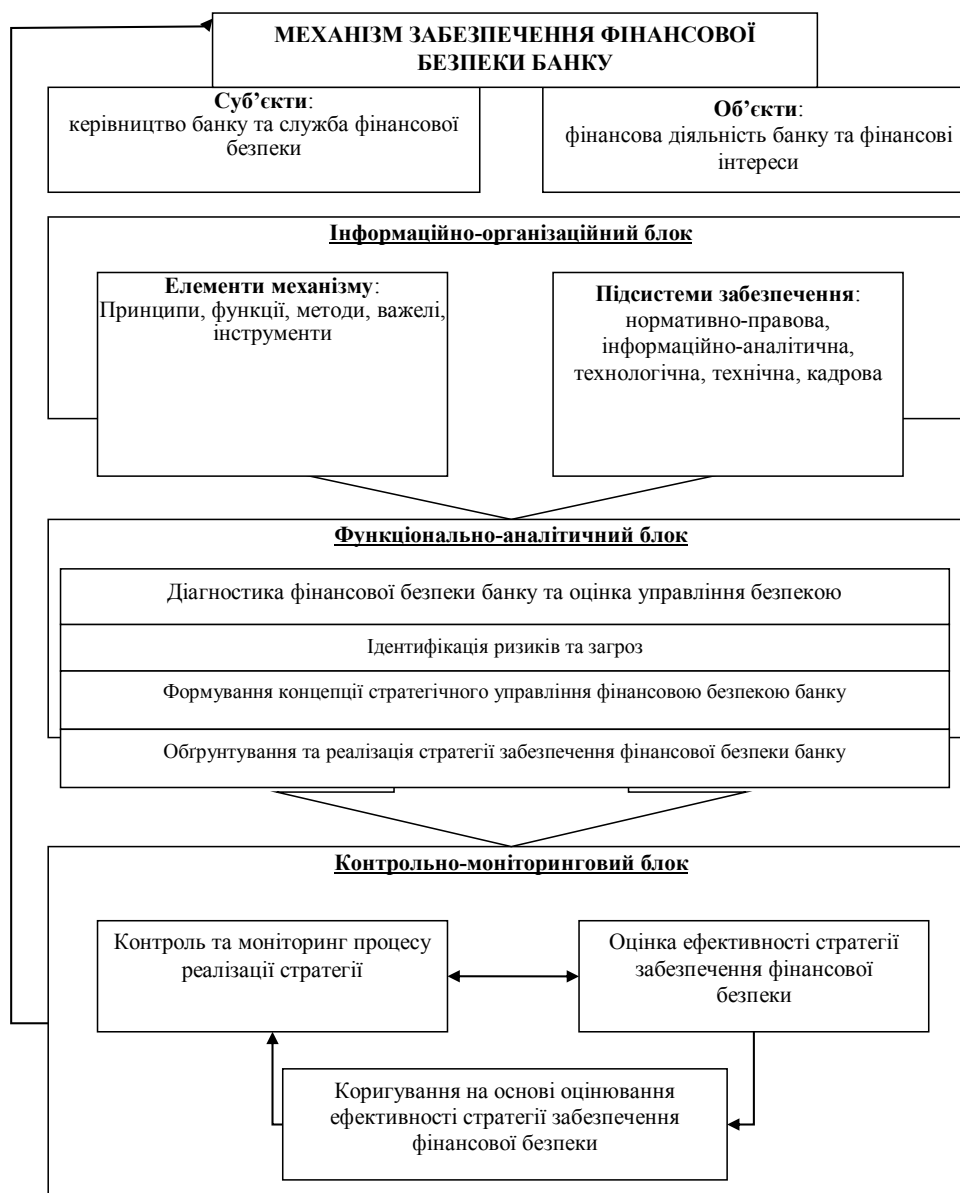 МЕХАНІЗМ ЗАБЕЗПЕЧЕННЯ ФІНАНСОВОЇ
БЕЗПЕКИ БАНКУ
Суб’єкти:
керівництво банку та служба фінансової
безпеки
Об’єкти:
фінансова діяльність банку та фінансові
інтереси
Інформаційно-організаційний блок
Елементи механізму:
Принципи, функції, методи, важелі,
інструменти
Підсистеми забезпечення:
нормативно-правова,
інформаційно-аналітична,
технологічна, технічна, кадрова
Функціонально-аналітичний блок
Діагностика фінансової безпеки банку та оцінка управління безпекою
Ідентифікація ризиків та загроз
Формування концепції стратегічного управління фінансовою безпекою банку
Обґрунтування та реалізація стратегії забезпечення фінансової безпеки банку
Контрольно-моніторинговий блок
Контроль та моніторинг процесу
реалізації стратегії
Оцінка ефективності стратегії
забезпечення фінансової
безпеки
Коригування на основі оцінювання
ефективності стратегії забезпечення
фінансової безпеки